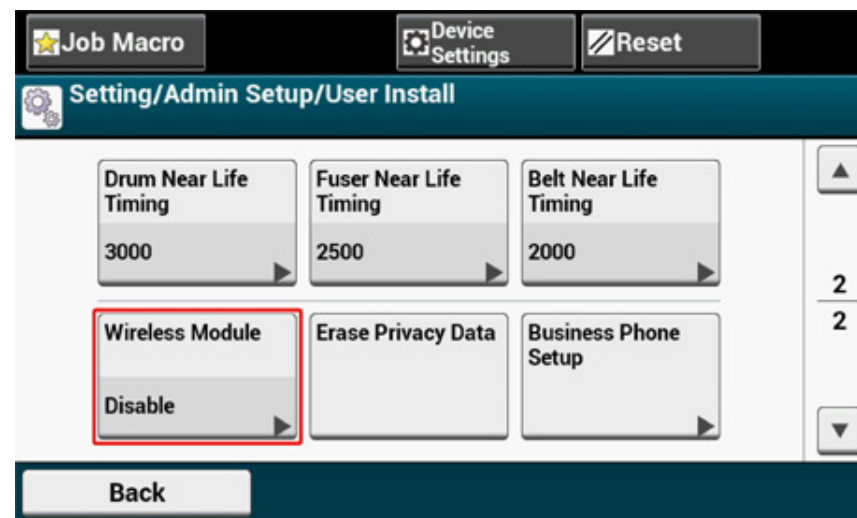 Job Macro
Device
Settings
Reset
Setting/Admin Setup/User Install
Drum Near Life
Timing
3000
Fuser Near Life
Timing
2500
Belt Near Life
Timing
2000
2
2
Wireless Module
Disable
Erase Privacy Data
Business Phone
Setup
Back